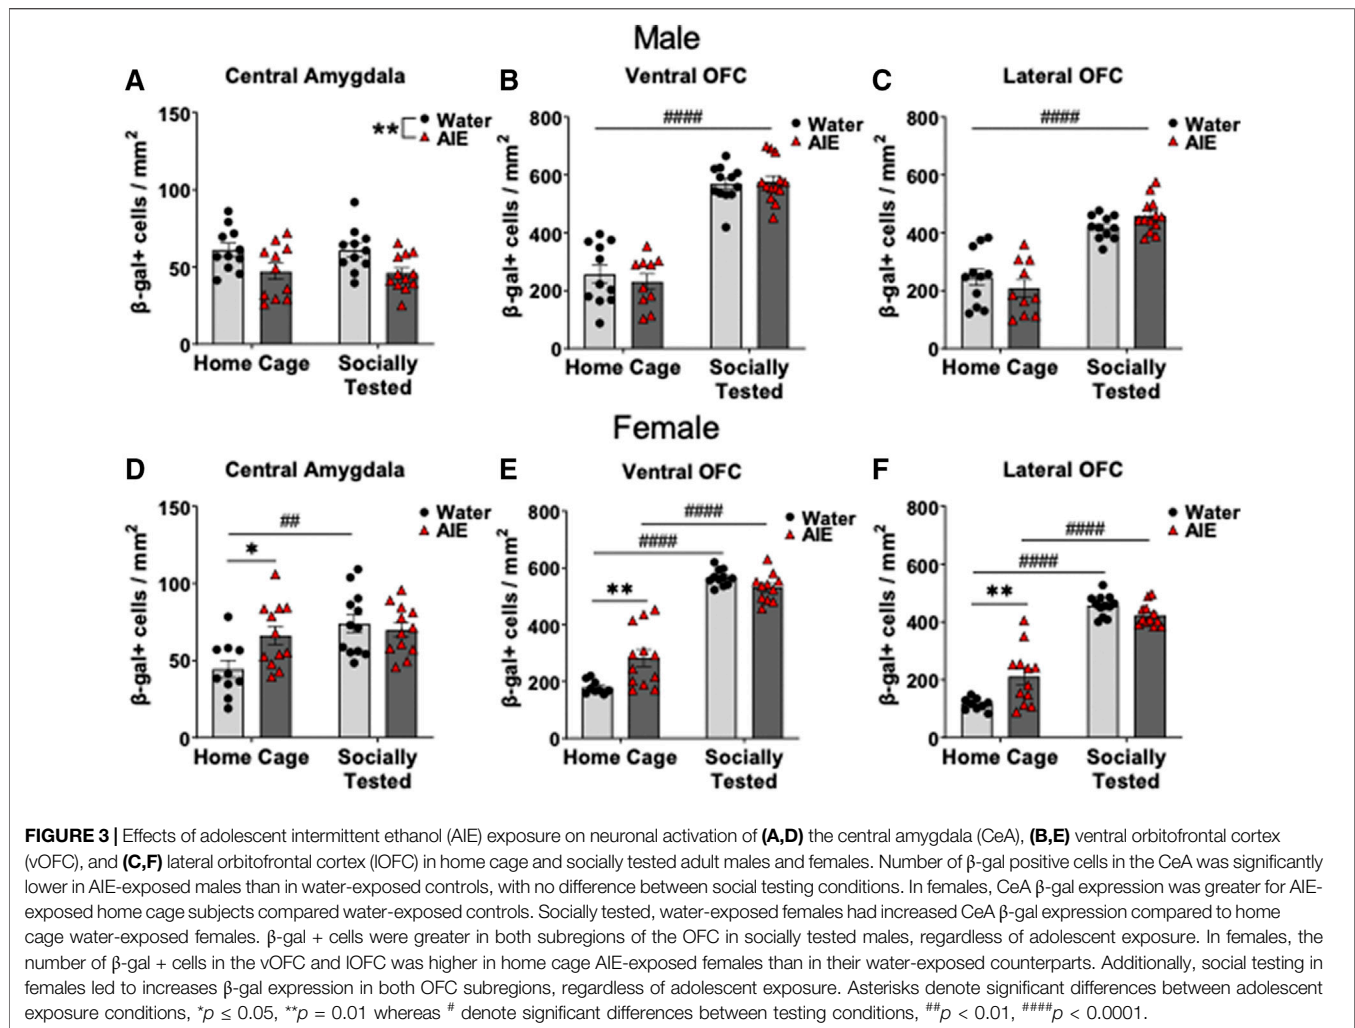 Male
A
Central Amygdala
150
100
50
0
β-gal+ cells / mm²
** Water
AIE
Home Cage
Socially
Tested
B
Ventral OFC
800
600
400
200
0
β-gal+ cells / mm²
####
Water
AIE
Home Cage
Socially
Tested
C
Lateral OFC
800
600
400
200
0
β-gal+ cells / mm²
####
Water
AIE
Home Cage
Socially
Tested
Female
D
Central Amygdala
150
100
50
0
β-gal+ cells / mm²
##
*
Water
AIE
Home Cage
Socially
Tested
E
Ventral OFC
800
600
400
200
0
β-gal+ cells / mm²
####
####
**
Water
AIE
Home Cage
Socially
Tested
F
Lateral OFC
800
600
400
200
0
β-gal+ cells / mm²
####
####
**
Water
AIE
Home Cage
Socially
Tested
FIGURE 3 | Effects of adolescent intermittent ethanol (AIE) exposure on neuronal activation of (A,D) the central amygdala (CeA), (B,E) ventral orbitofrontal cortex
(vOFC), and (C,F) lateral orbitofrontal cortex (lOFC) in home cage and socially tested adult males and females. Number of β-gal positive cells in the CeA was significantly
lower in AIE-exposed males than in water-exposed controls, with no difference between social testing conditions. In females, CeA β-gal expression was greater for AIE-
exposed home cage subjects compared water-exposed controls. Socially tested, water-exposed females had increased CeA β-gal expression compared to home
cage water-exposed females. β-gal + cells were greater in both subregions of the OFC in socially tested males, regardless of adolescent exposure. In females, the
number of β-gal + cells in the vOFC and lOFC was higher in home cage AIE-exposed females than in their water-exposed counterparts. Additionally, social testing in
females led to increases β-gal expression in both OFC subregions, regardless of adolescent exposure. Asterisks denote significant differences between adolescent
exposure conditions, *p ≤ 0.05, **p = 0.01 whereas # denote significant differences between testing conditions, ##p < 0.01, ####p < 0.0001.